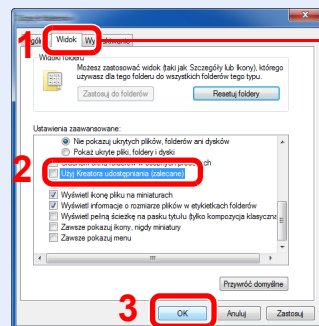 1
Widok
Widoki folderu
Możesz zastosować widok (taki jak Szczegóły lub Ikony), którego
używasz dla tego folderu do wszystkich folderów tego typu.
Zastosuj do folderów
Resetuj foldery
Ustawienia zaawansowane:
Nie pokazuj ukrytych plików, folderów ani dysków
Pokaż ukryte pliki, foldery i dyski
2
Użyj Kreatora udostępniania (zalecane)
Wyświetl ikonę pliku na miniaturach
Wyświetl informacje o rozmiarze plików w etykietkach folderów
Wyświetl pełną ścieżkę na pasku tytułu (tylko kompozycja klasyczna
Zawsze pokazuj ikony, nigdy miniatury
Zawsze pokazuj menu
Przywróć domyślne
3
OK
Anuluj
Zastosuj